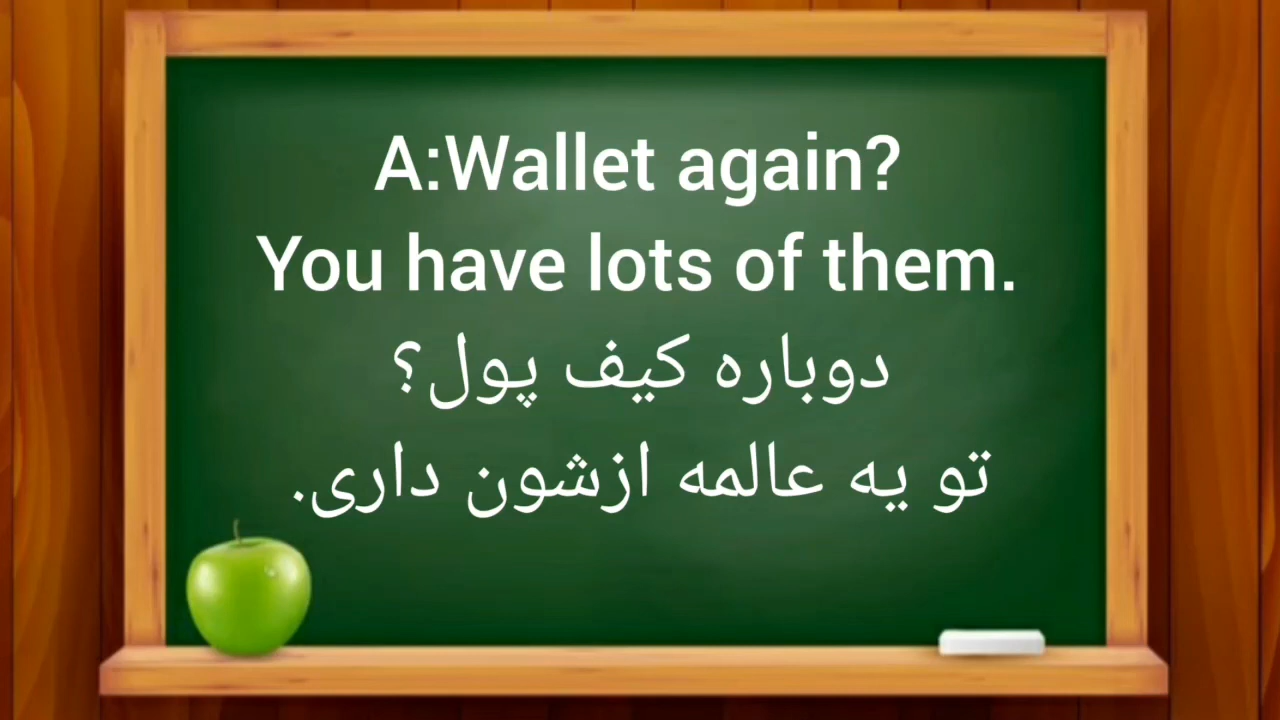 A:Wallet again?
You have lots of them.
دوباره کیف پول؟
تو یه عالمه ازشون داری.